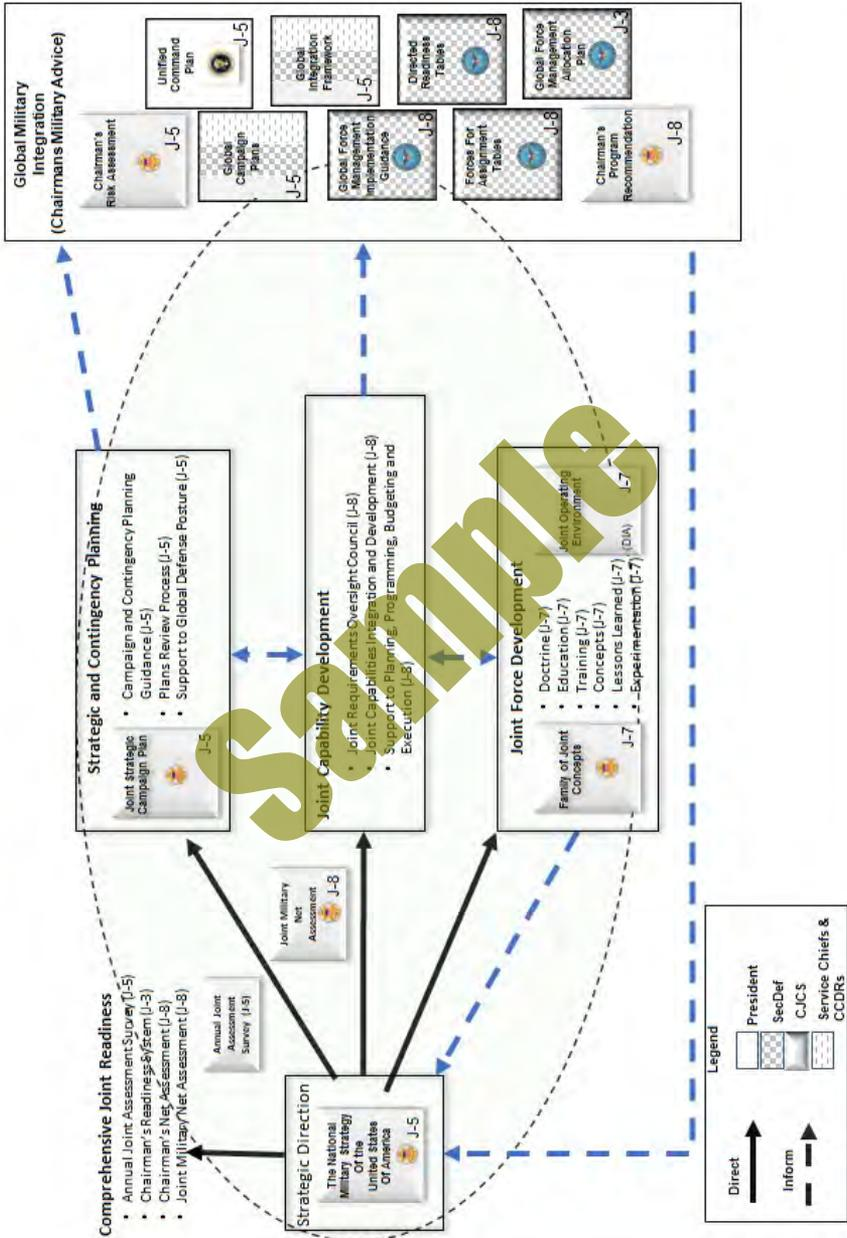 Global Military
Integration
(Chairmans Military Advice)
Chairman's
Risk Assessment
J-5
Unified
Command
Plan
J-5
Global
Campaign
Plans
J-5
Global
Integration
Framework
J-5
Global Force
Management
Implementation
Guidance
J-8
Directed
Readiness
Tables
J-8
Forces For
Assignment
Tables
J-8
Global Force
Management
Allocation
Plan
J-3
Chairman's
Program
Recommendation
J-8
Strategic and Contingency Planning
Joint Strategic
Campaign Plan
J-5
• Campaign and Contingency Planning
Guidance (J-5)
• Plans Review Process (J-5)
• Support to Global Defense Posture (J-5)
Joint Capability Development
• Joint Requirements Oversight Council (J-8)
• Joint Capabilities Integration and Development (J-8)
• Support to Planning, Programming, Budgeting and
Execution (J-8)
Joint Force Development
Family of Joint
Concepts
J-7
• Doctrine (J-7)
• Education (J-7)
• Training (J-7)
• Concepts (J-7)
• Lessons Learned (J-7)
• Experimentation (J-7)
Joint Operating
Environment
(DIA)
J-7
Comprehensive Joint Readiness
• Annual Joint Assessment Survey (J-5)
• Chairman's Readiness System (J-3)
• Chairman's Net Assessment (J-8)
• Joint Military Net Assessment (J-8)
Annual Joint
Assessment
Survey (J-5)
Joint Military
Net
Assessment
J-8
Strategic Direction
The National
Military Strategy
Of the
United States
Of America
J-5
Legend
Direct
Inform
President
SecDef
CJCS
Service Chiefs &
CCDRs
Sample